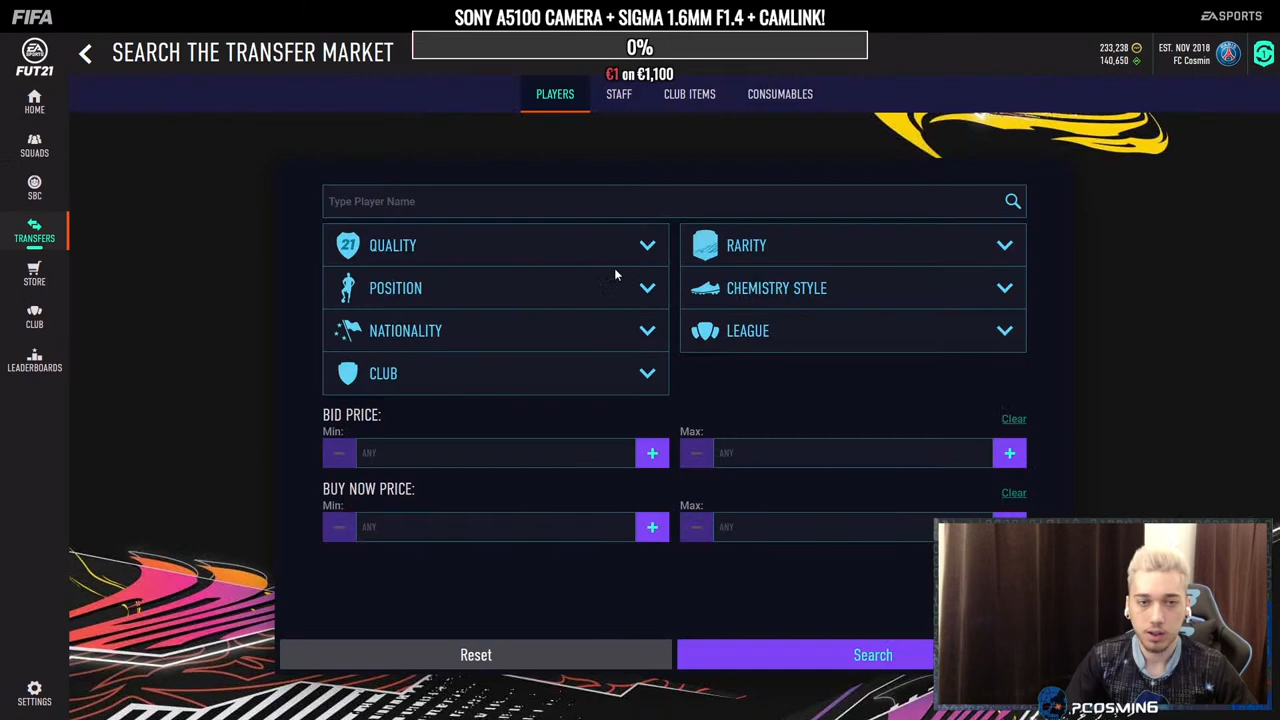 FIFA
SONY A5100 CAMERA + SIGMA 1.6MM F1.4 + CAMLINK!
EA SPORTS
EA SPORTS
FUT21
SEARCH THE TRANSFER MARKET
0%
€1 on €1,100
233,238
140,650
EST. NOV 2018
FC Cosmin
PLAYERS
STAFF
CLUB ITEMS
CONSUMABLES
HOME
SQUADS
SBC
TRANSFERS
STORE
CLUB
LEADERBOARDS
SETTINGS
Type Player Name
21 QUALITY
RARITY
POSITION
CHEMISTRY STYLE
NATIONALITY
LEAGUE
CLUB
BID PRICE:
Clear
Min:
Max:
ANY
ANY
BUY NOW PRICE:
Clear
Min:
Max:
ANY
ANY
Reset
Search
PCOSMIN6